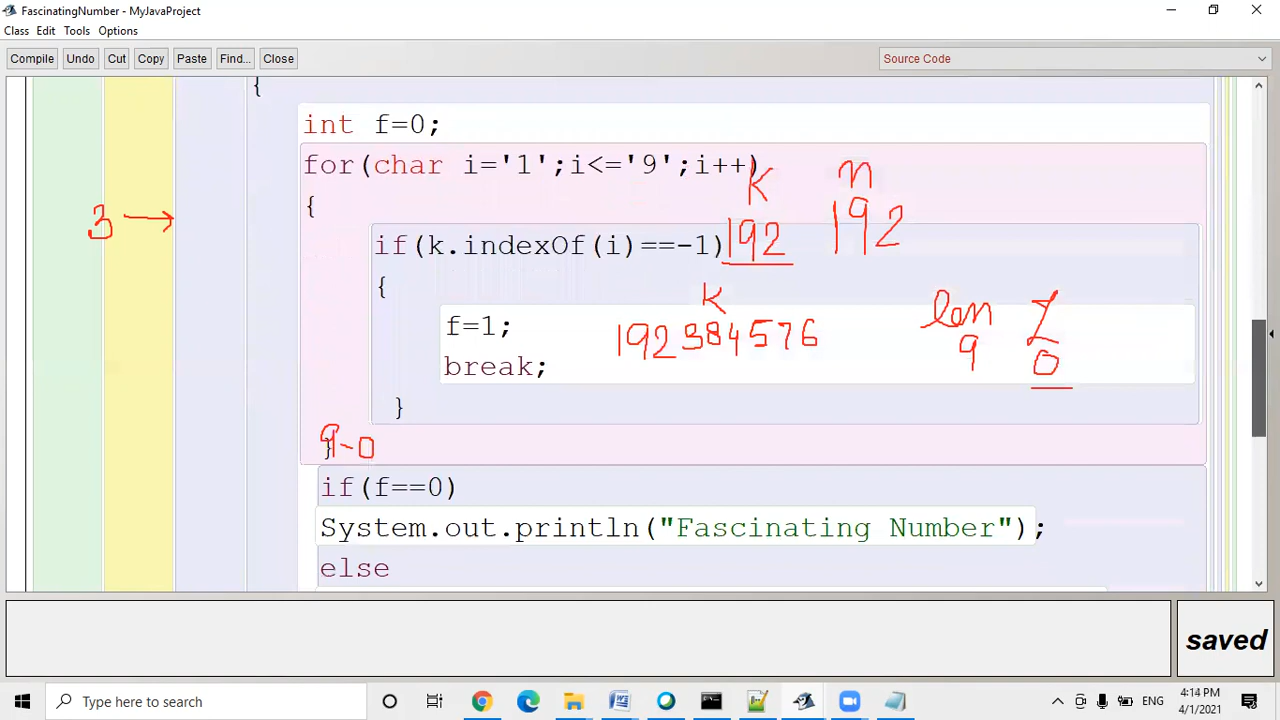 FascinatingNumber - MyJavaProject
Class Edit Tools Options
Compile Undo Cut Copy Paste Find... Close Source Code
{
int f=0;
for(char i='1';i<='9';i++)
k n
{
3
if(k.indexOf(i)==-1) 192 192
{
k len
f=1; 192384576 9 0
break;
}
9-0
}
if(f==0)
System.out.println("Fascinating Number");
else
saved
Type here to search
ENG
4:14 PM
4/1/2021